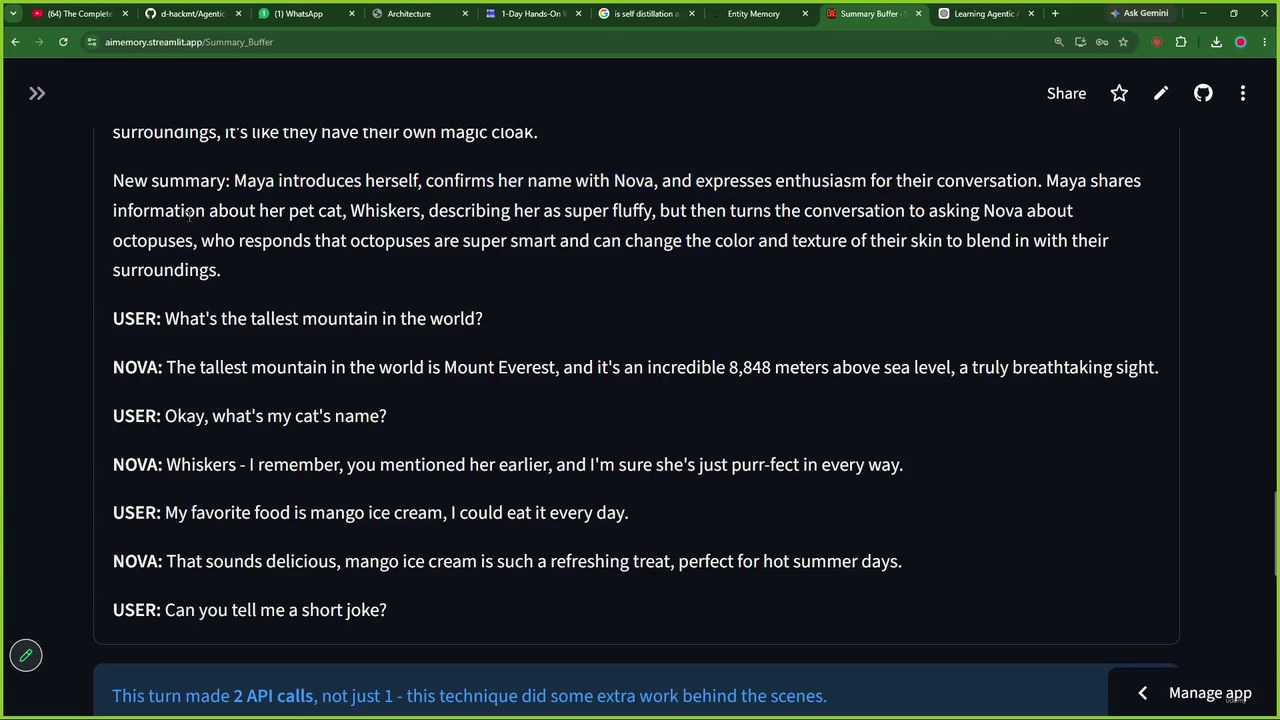 (64) The Complete
d-hackmt/Agentic
(1) WhatsApp
Architecture
1-Day Hands-On W
is self distillation a
Entity Memory
Summary Buffer - S
Learning Agentic A
Ask Gemini
aimemory.streamlit.app/Summary_Buffer
Share
surroundings, it's like they have their own magic cloak.
New summary: Maya introduces herself, confirms her name with Nova, and expresses enthusiasm for their conversation. Maya shares
information about her pet cat, Whiskers, describing her as super fluffy, but then turns the conversation to asking Nova about
octopuses, who responds that octopuses are super smart and can change the color and texture of their skin to blend in with their
surroundings.
USER: What's the tallest mountain in the world?
NOVA: The tallest mountain in the world is Mount Everest, and it's an incredible 8,848 meters above sea level, a truly breathtaking sight.
USER: Okay, what's my cat's name?
NOVA: Whiskers - I remember, you mentioned her earlier, and I'm sure she's just purr-fect in every way.
USER: My favorite food is mango ice cream, I could eat it every day.
NOVA: That sounds delicious, mango ice cream is such a refreshing treat, perfect for hot summer days.
USER: Can you tell me a short joke?
This turn made 2 API calls, not just 1 - this technique did some extra work behind the scenes.
Manage app
udemy